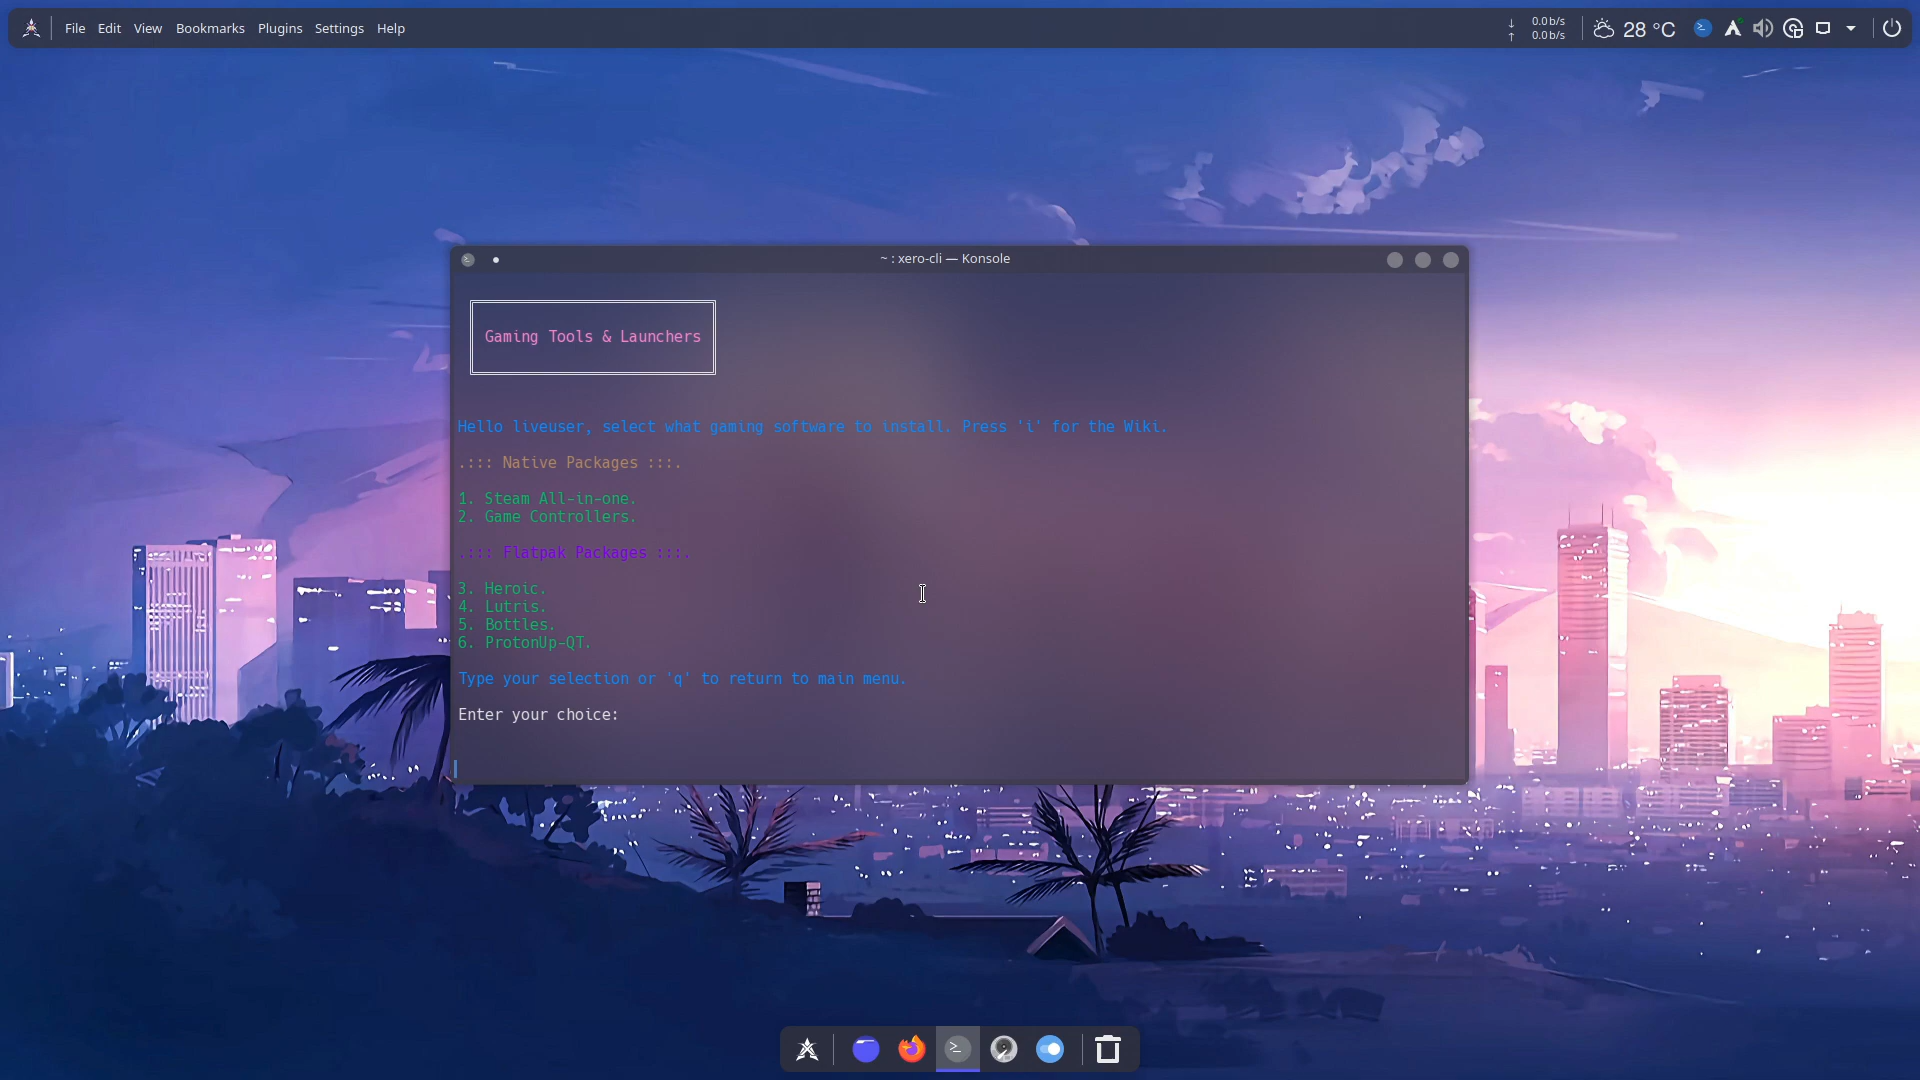 File Edit View Bookmarks Plugins Settings Help
↓ 0.0 b/s
↑ 0.0 b/s
28 °C
~ : xero-cli — Konsole
Gaming Tools & Launchers
Hello liveuser, select what gaming software to install. Press 'i' for the Wiki.
.::: Native Packages :::.
1. Steam All-in-one.
2. Game Controllers.
.::: Flatpak Packages :::.
3. Heroic.
4. Lutris.
5. Bottles.
6. ProtonUp-QT.
Type your selection or 'q' to return to main menu.
Enter your choice: